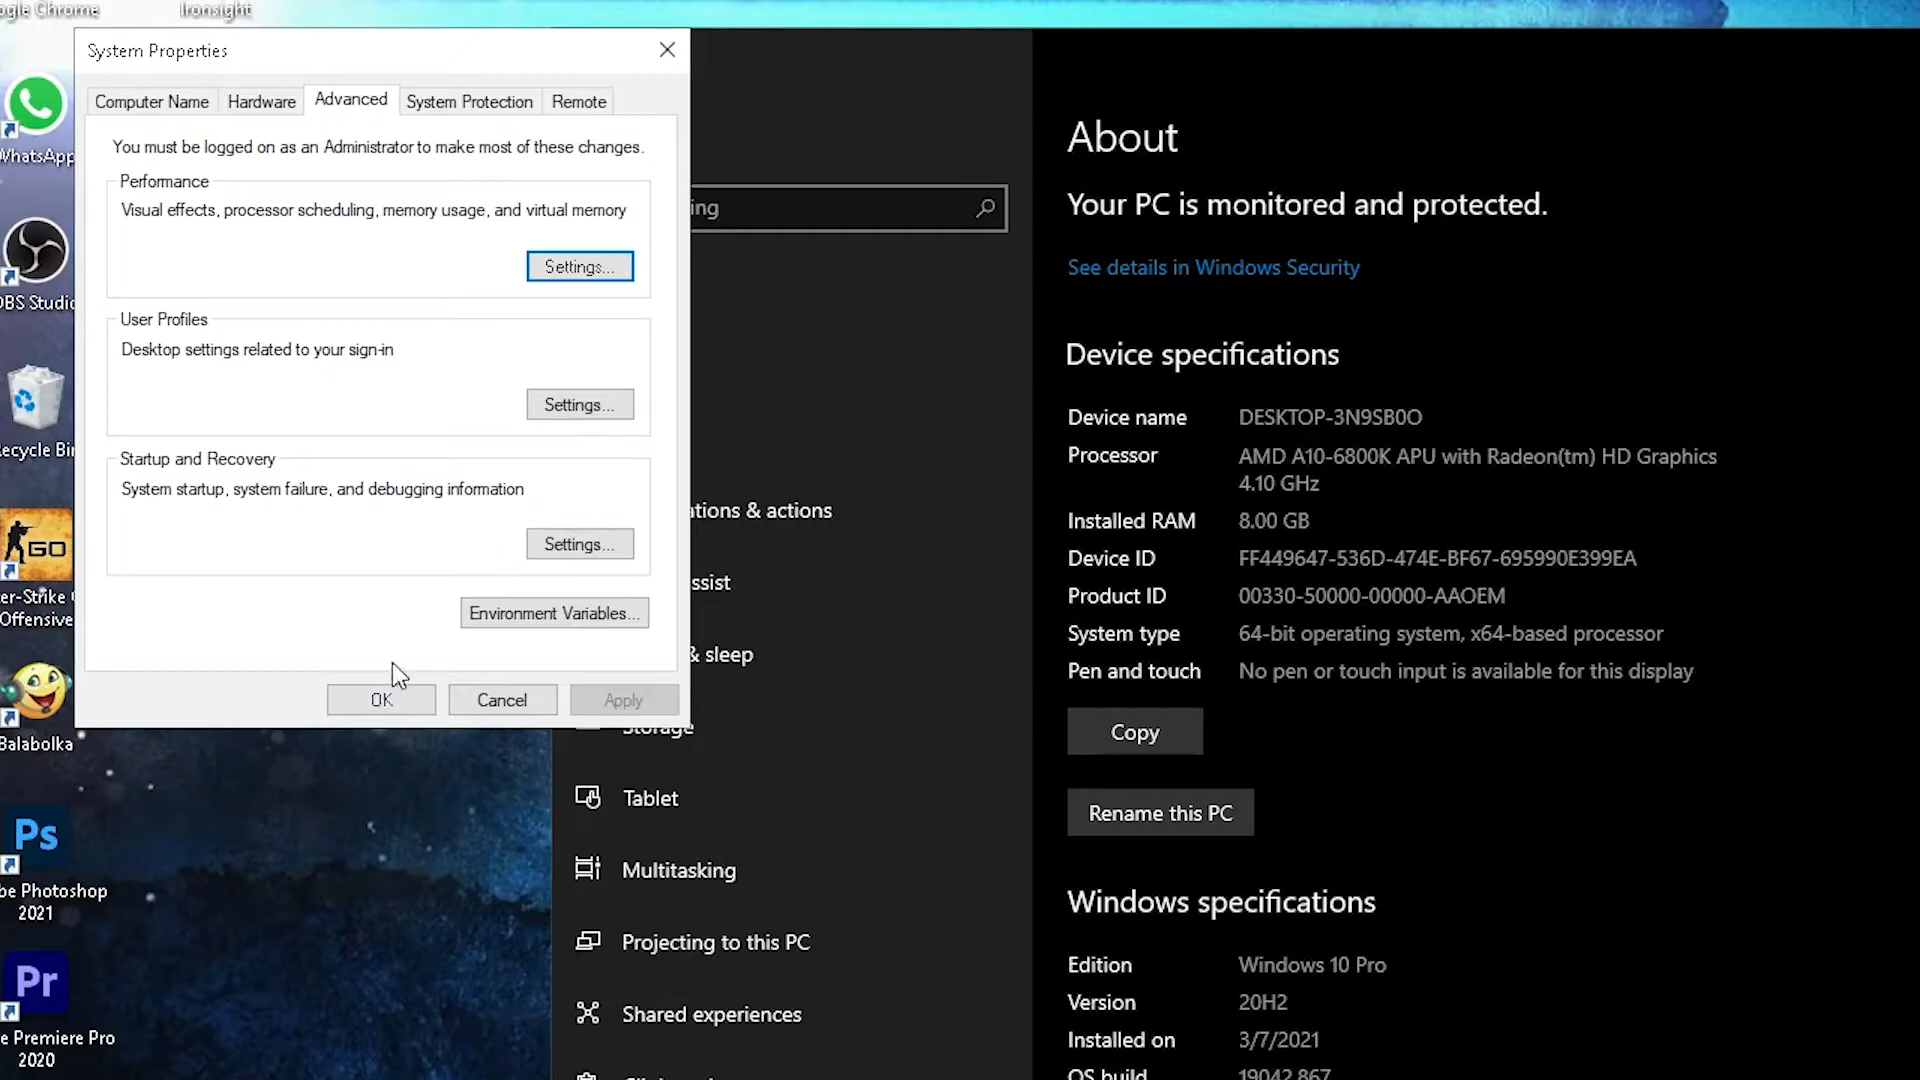 ogle Chrome
Ironsight
WhatsApp
OBS Studio
Recycle Bin
GO
er-Strike
Offensive
Balabolka
Ps
be Photoshop
2021
Pr
e Premiere Pro
2020
System Properties
Computer Name
Hardware
Advanced
System Protection
Remote
You must be logged on as an Administrator to make most of these changes.
Performance
Visual effects, processor scheduling, memory usage, and virtual memory
Settings...
User Profiles
Desktop settings related to your sign-in
Settings...
Startup and Recovery
System startup, system failure, and debugging information
Settings...
Environment Variables...
OK
Cancel
Apply
ing
ations & actions
ssist
& sleep
Storage
Tablet
Multitasking
Projecting to this PC
Shared experiences
About
Your PC is monitored and protected.
See details in Windows Security
Device specifications
Device name DESKTOP-3N9SB0O
Processor AMD A10-6800K APU with Radeon(tm) HD Graphics
4.10 GHz
Installed RAM 8.00 GB
Device ID FF449647-536D-474E-BF67-695990E399EA
Product ID 00330-50000-00000-AAOEM
System type 64-bit operating system, x64-based processor
Pen and touch No pen or touch input is available for this display
Copy
Rename this PC
Windows specifications
Edition Windows 10 Pro
Version 20H2
Installed on 3/7/2021
OS build 19042.867